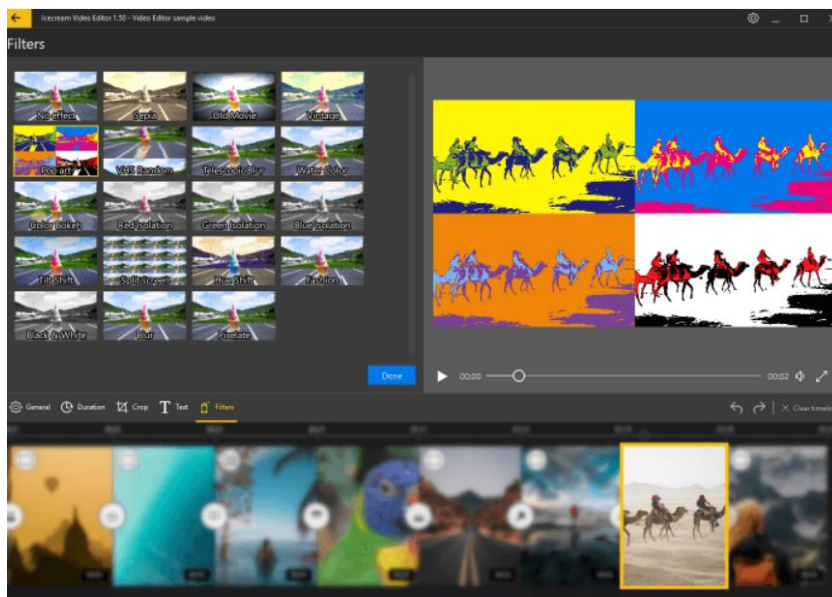 Icecream Video Editor 1.50 - Video Editor sample video
Filters
No effect
Sepia
Old Movie
Vintage
Pop art
VHS Random
Telescopic Blur
Water Color
Color Bokeh
Red Isolation
Green Isolation
Blue Isolation
Tilt Shift
Split screen
Hue Shift
Fashion
Black & White
Blur
Pixelate
Done
00:00
00:02
General
Duration
Crop
Text
Filters
Clear timeline